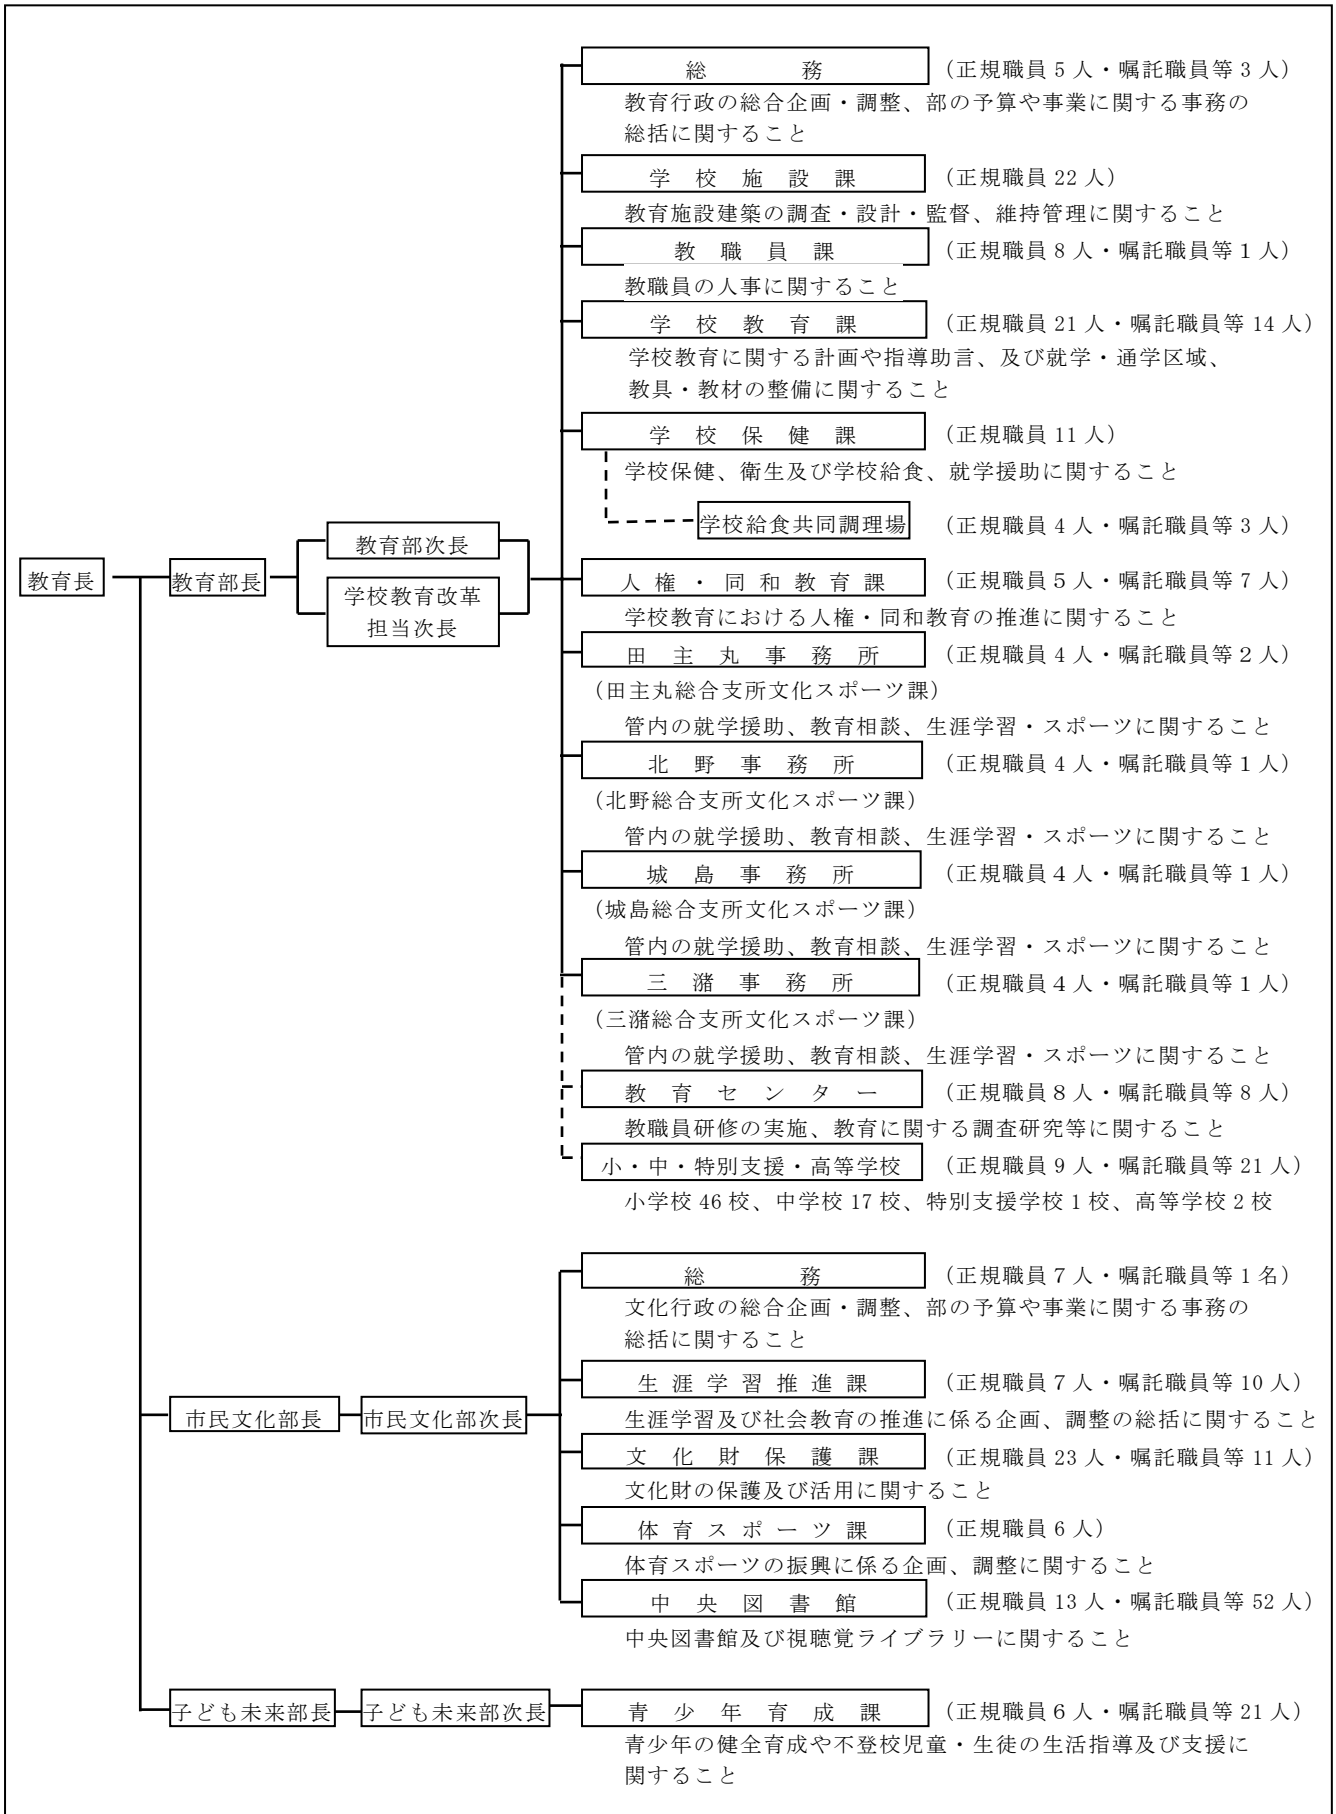 総務 （正規職員 5 人・嘱託職員等 3 人）
教育行政の総合企画・調整、部の予算や事業に関する事務の
総括に関すること
学校施設課 （正規職員 22 人）
教育施設建築の調査・設計・監督、維持管理に関すること
教職員課 （正規職員 8 人・嘱託職員等 1 人）
教職員の人事に関すること
学校教育課 （正規職員 21 人・嘱託職員等 14 人）
学校教育に関する計画や指導助言、及び就学・通学区域、
教具・教材の整備に関すること
学校保健課 （正規職員 11 人）
学校保健、衛生及び学校給食、就学援助に関すること
学校給食共同調理場 （正規職員 4 人・嘱託職員等 3 人）
教育長
教育部長
教育部次長
学校教育改革
担当次長
人権・同和教育課 （正規職員５人・嘱託職員等 7 人）
学校教育における人権・同和教育の推進に関すること
田主丸事務所 （正規職員 4 人・嘱託職員等２人）
（田主丸総合支所文化スポーツ課）
管内の就学援助、教育相談、生涯学習・スポーツに関すること
北野事務所 （正規職員 4 人・嘱託職員等１人）
（北野総合支所文化スポーツ課）
管内の就学援助、教育相談、生涯学習・スポーツに関すること
城島事務所 （正規職員４人・嘱託職員等１人）
（城島総合支所文化スポーツ課）
管内の就学援助、教育相談、生涯学習・スポーツに関すること
三潴事務所 （正規職員４人・嘱託職員等１人）
（三潴総合支所文化スポーツ課）
管内の就学援助、教育相談、生涯学習・スポーツに関すること
教育センター （正規職員８人・嘱託職員等 8 人）
教職員研修の実施、教育に関する調査研究等に関すること
小・中・特別支援・高等学校 （正規職員 9 人・嘱託職員等 21 人）
小学校 46 校、中学校 17 校、特別支援学校 1 校、高等学校 2 校
総務 （正規職員 7 人・嘱託職員等 1 名）
文化行政の総合企画・調整、部の予算や事業に関する事務の
総括に関すること
生涯学習推進課 （正規職員 7 人・嘱託職員等 10 人）
市民文化部長
市民文化部次長
生涯学習及び社会教育の推進に係る企画、調整の総括に関すること
文化財保護課 （正規職員 23 人・嘱託職員等 11 人）
文化財の保護及び活用に関すること
体育スポーツ課 （正規職員 6 人）
体育スポーツの振興に係る企画、調整に関すること
中央図書館 （正規職員 13 人・嘱託職員等 52 人）
中央図書館及び視聴覚ライブラリーに関すること
子ども未来部長
子ども未来部次長
青少年育成課 （正規職員６人・嘱託職員等 21 人）
青少年の健全育成や不登校児童・生徒の生活指導及び支援に
関すること